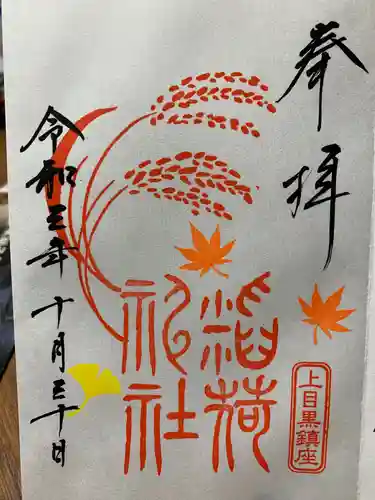 奉拝
稲荷
神社
上目黒鎮座
令和三年十月三十日